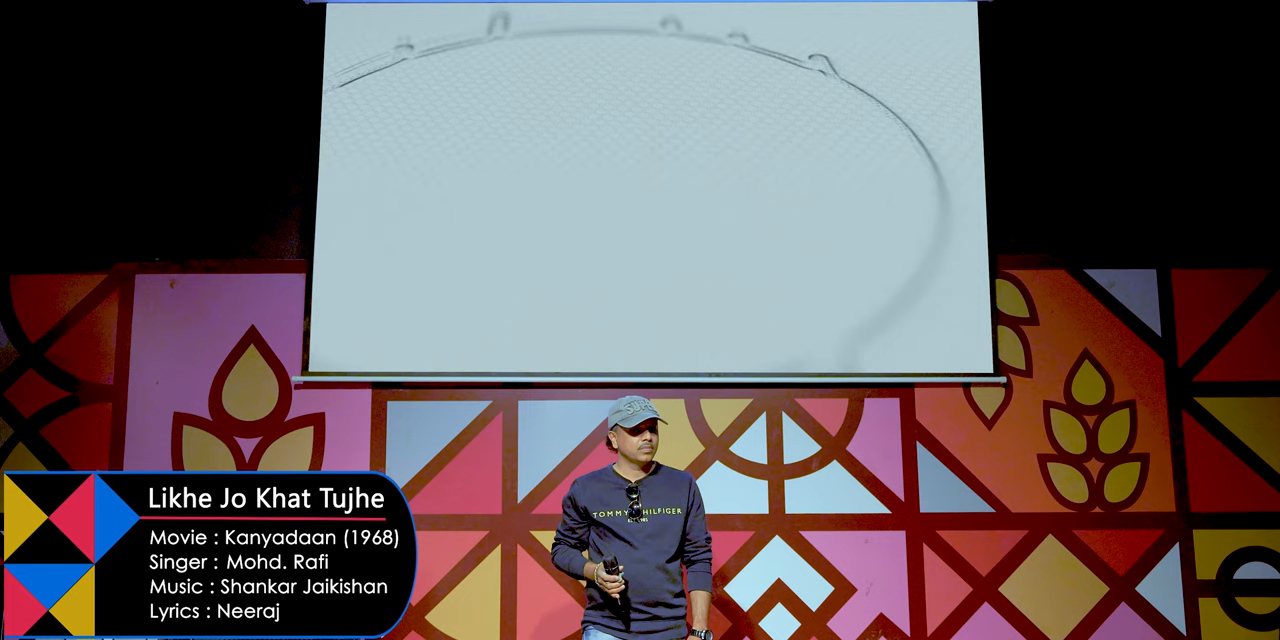 TOMMY HILFIGER
Likhe Jo Khat Tujhe
Movie : Kanyadaan (1968)
Singer : Mohd. Rafi
Music : Shankar Jaikishan
Lyrics : Neeraj